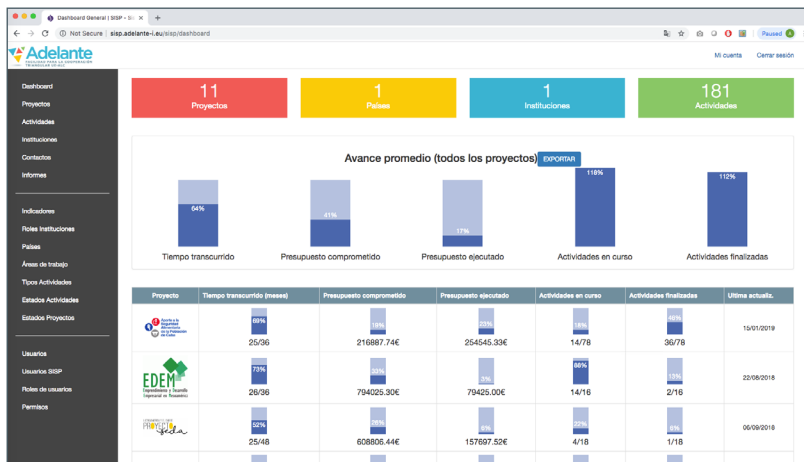 Dashboard General | SISP - Sis
Not Secure | sisp.adelante-i.eu/sisp/dashboard
Paused
Adelante
Mi cuenta Cerrar sesión
Dashboard
Proyectos
Actividades
Instituciones
Contactos
Informes
Indicadores
Roles Instituciones
Países
Áreas de trabajo
Tipos Actividades
Estados Actividades
Estados Proyectos
Usuarios
Usuarios SISP
Roles de usuarios
Permisos
11 1 1 181
Proyectos Países Instituciones Actividades
Avance promedio (todos los proyectos) EXPORTAR
64% 41% 17% 118% 112%
Tiempo transcurrido Presupuesto comprometido Presupuesto ejecutado Actividades en curso Actividades finalizadas
Proyecto Tiempo transcurrido (meses) Presupuesto comprometido Presupuesto ejecutado Actividades en curso Actividades finalizadas Ultima actualiz.
69% 19% 18% 46%
25/36 216887.74€ 254545.33€ 14/78 36/78 15/01/2019
EDEM
73% 33% 3% 88% 13%
26/36 794025.30€ 79425.00€ 14/16 2/16 22/08/2018
PROYECTO Seda
52% 26% 6% 22% 6%
25/48 608806.44€ 157697.52€ 4/18 1/18 06/09/2018